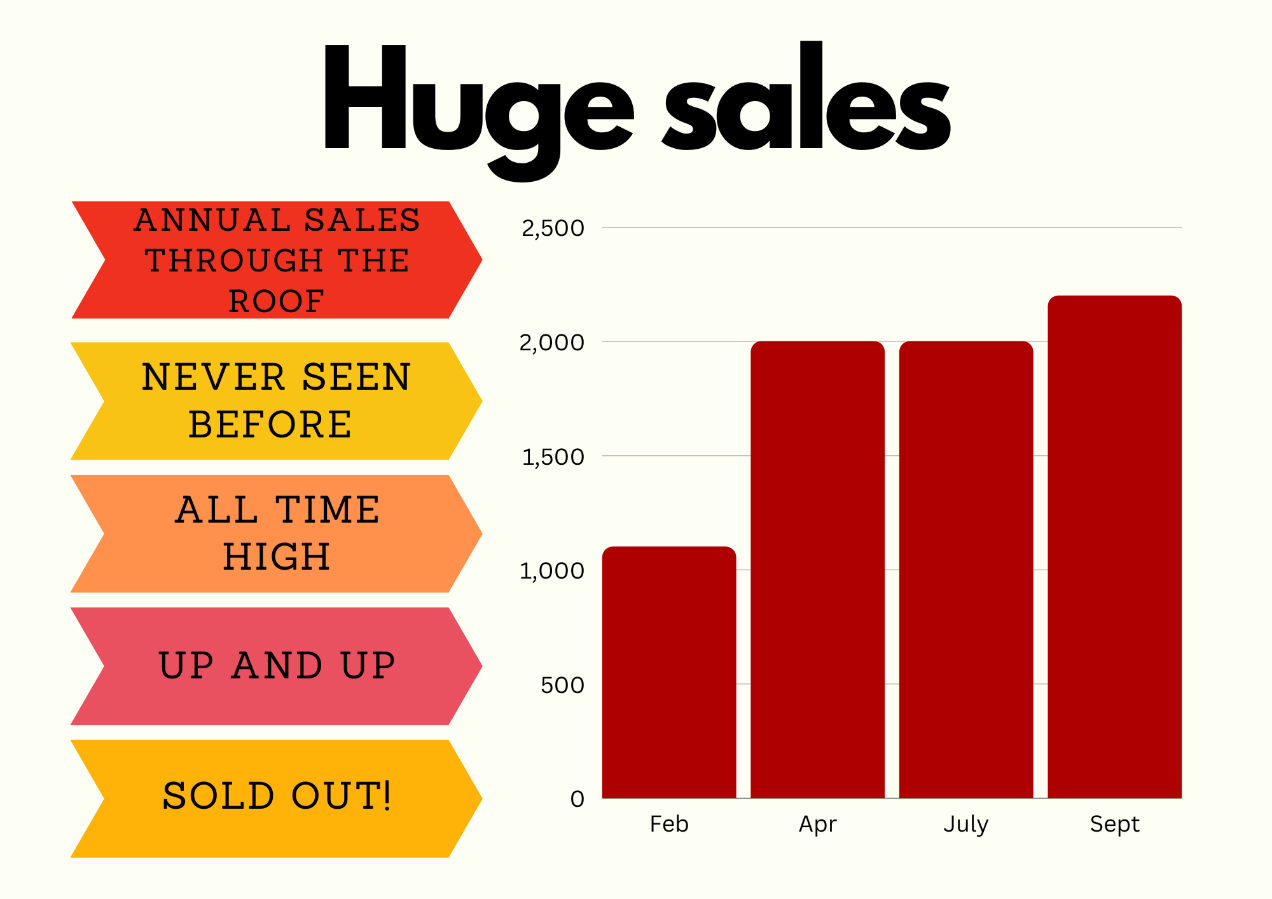 Huge sales
ANNUAL SALES
THROUGH THE
ROOF
NEVER SEEN
BEFORE
ALL TIME
HIGH
UP AND UP
SOLD OUT!
2,500
2,000
1,500
1,000
500
0
Feb Apr July Sept